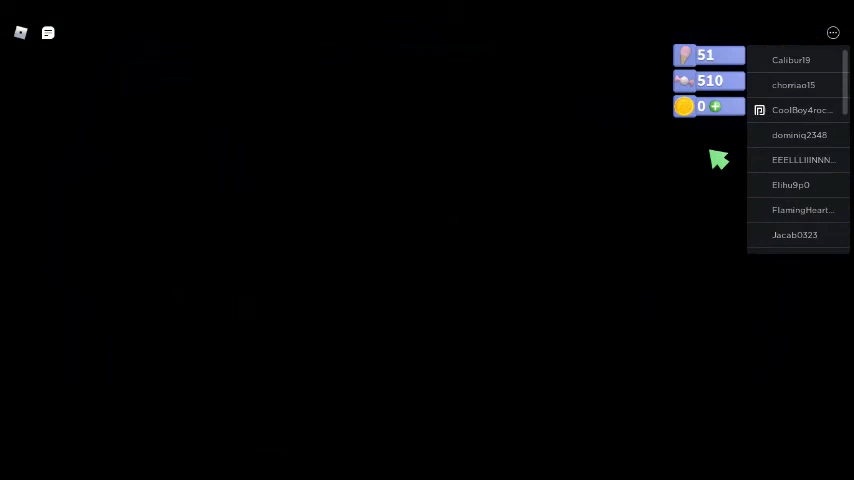 51
510
0
Calibur19
chorriao15
CoolBoy4roc...
dominiq2348
EEELLLIIINNN...
Elihu9p0
FlamingHeart...
Jacab0323